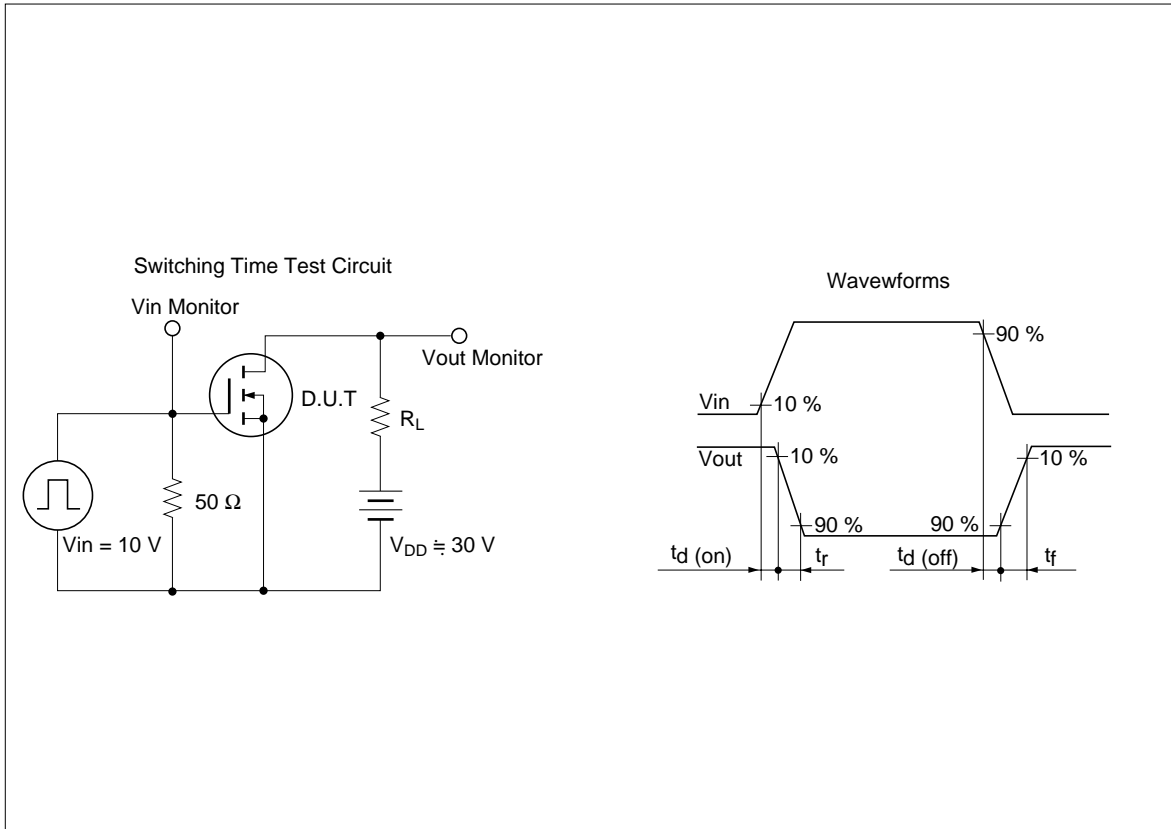 Switching Time Test Circuit
Vin Monitor
Vout Monitor
D.U.T
RL
50 Ω
Vin = 10 V
VDD ≒ 30 V
Wavewforms
90 %
Vin
10 %
Vout
10 %
10 %
90 %
90 %
td (on)
tr
td (off)
tf